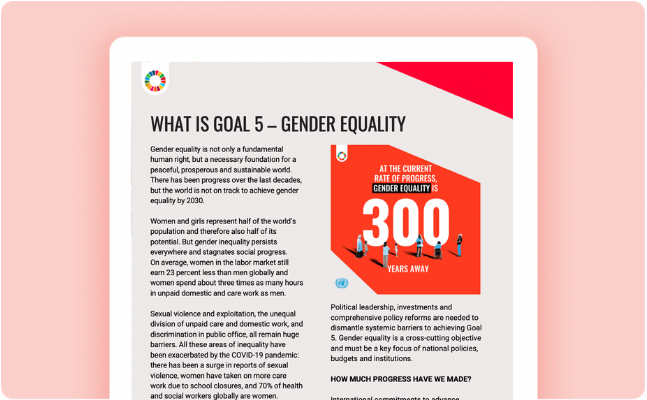 WHAT IS GOAL 5 – GENDER EQUALITY
Gender equality is not only a fundamental
human right, but a necessary foundation for a
peaceful, prosperous and sustainable world.
There has been progress over the last decades,
but the world is not on track to achieve gender
equality by 2030.
Women and girls represent half of the world's
population and therefore also half of its
potential. But gender inequality persists
everywhere and stagnates social progress.
On average, women in the labor market still
earn 23 percent less than men globally and
women spend about three times as many hours
in unpaid domestic and care work as men.
Sexual violence and exploitation, the unequal
division of unpaid care and domestic work, and
discrimination in public office, all remain huge
barriers. All these areas of inequality have
been exacerbated by the COVID-19 pandemic:
there has been a surge in reports of sexual
violence, women have taken on more care
work due to school closures, and 70% of health
and social workers globally are women.
AT THE CURRENT
RATE OF PROGRESS,
GENDER EQUALITY IS
300
YEARS AWAY
Political leadership, investments and
comprehensive policy reforms are needed to
dismantle systemic barriers to achieving Goal
5. Gender equality is a cross-cutting objective
and must be a key focus of national policies,
budgets and institutions.
HOW MUCH PROGRESS HAVE WE MADE?
International commitments to advance